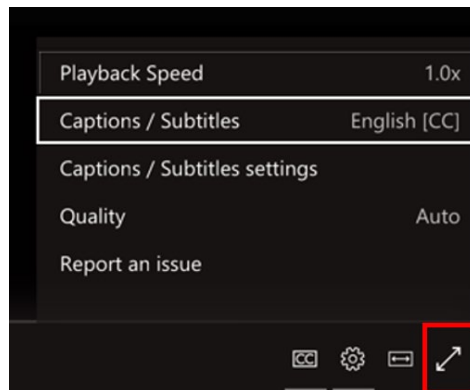 Playback Speed 1.0x
Captions / Subtitles English [CC]
Captions / Subtitles settings
Quality Auto
Report an issue
CC